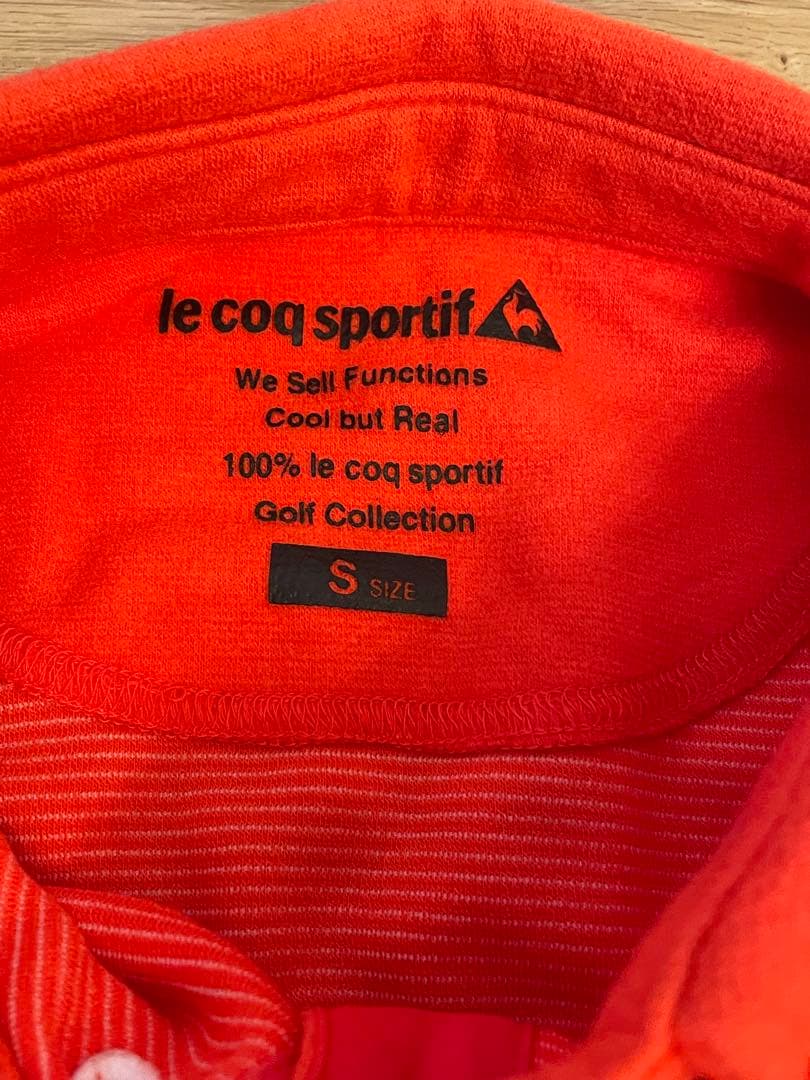 le coq sportif
We Sell Functions
Cool but Real
100% le coq sportif
Golf Collection
S SIZE